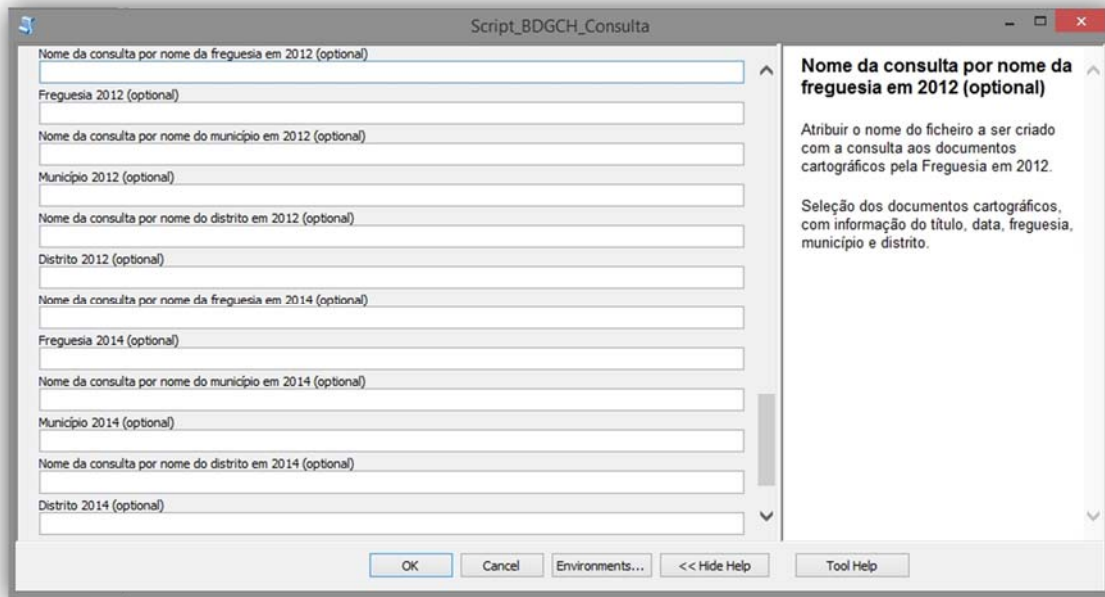 Script_BDGCH_Consulta
Nome da consulta por nome da freguesia em 2012 (optional)
Freguesia 2012 (optional)
Nome da consulta por nome do município em 2012 (optional)
Município 2012 (optional)
Nome da consulta por nome do distrito em 2012 (optional)
Distrito 2012 (optional)
Nome da consulta por nome da freguesia em 2014 (optional)
Freguesia 2014 (optional)
Nome da consulta por nome do município em 2014 (optional)
Município 2014 (optional)
Nome da consulta por nome do distrito em 2014 (optional)
Distrito 2014 (optional)
Nome da consulta por nome da
freguesia em 2012 (optional)
Atribuir o nome do ficheiro a ser criado
com a consulta aos documentos
cartográficos pela Freguesia em 2012.
Seleção dos documentos cartográficos,
com informação do título, data, freguesia,
município e distrito.
OK
Cancel
Environments...
<< Hide Help
Tool Help